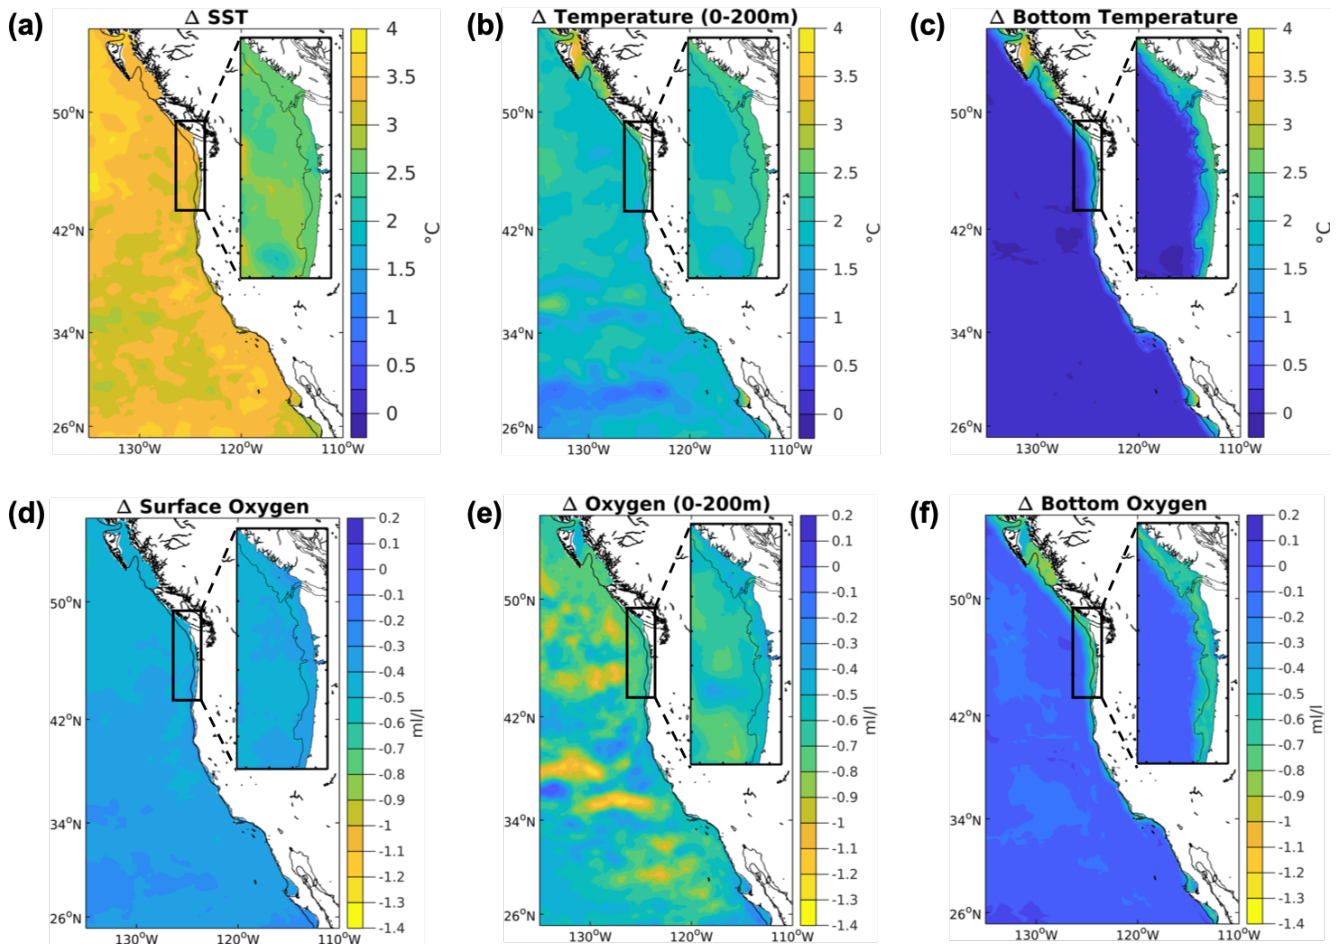 (a)
Δ SST
50°N
42°N
34°N
26°N
130°W
120°W
110°W
4
3.5
3
2.5
2
1.5
1
0.5
0
°C
(b)
Δ Temperature (0-200m)
50°N
42°N
34°N
26°N
130°W
120°W
110°W
4
3.5
3
2.5
2
1.5
1
0.5
0
°C
(c)
Δ Bottom Temperature
50°N
42°N
34°N
26°N
130°W
120°W
110°W
4
3.5
3
2.5
2
1.5
1
0.5
0
°C
(d)
Δ Surface Oxygen
50°N
42°N
34°N
26°N
130°W
120°W
110°W
0.2
0.1
0
-0.1
-0.2
-0.3
-0.4
-0.5
-0.6
-0.7
-0.8
-0.9
-1
-1.1
-1.2
-1.3
-1.4
ml/l
(e)
Δ Oxygen (0-200m)
50°N
42°N
34°N
26°N
130°W
120°W
110°W
0.2
0.1
0
-0.1
-0.2
-0.3
-0.4
-0.5
-0.6
-0.7
-0.8
-0.9
-1
-1.1
-1.2
-1.3
-1.4
ml/l
(f)
Δ Bottom Oxygen
50°N
42°N
34°N
26°N
130°W
120°W
110°W
0.2
0.1
0
-0.1
-0.2
-0.3
-0.4
-0.5
-0.6
-0.7
-0.8
-0.9
-1
-1.1
-1.2
-1.3
-1.4
ml/l